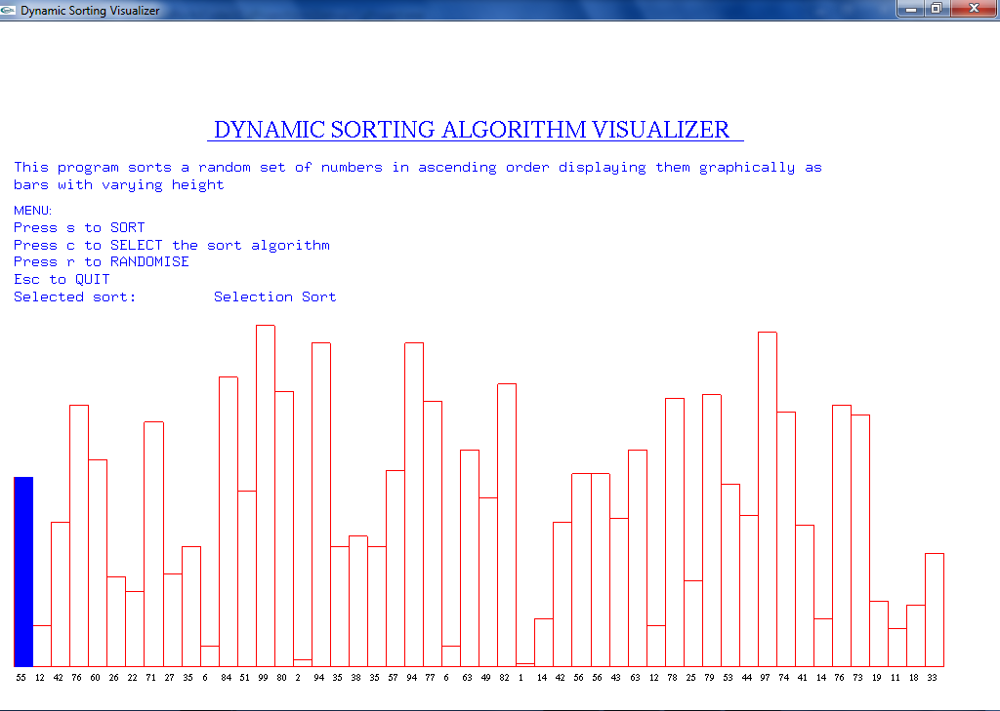 Dynamic Sorting Visualizer
DYNAMIC SORTING ALGORITHM VISUALIZER
This program sorts a random set of numbers in ascending order displaying them graphically as
bars with varying height
MENU:
Press s to SORT
Press c to SELECT the sort algorithm
Press r to RANDOMISE
Esc to QUIT
Selected sort: Selection Sort
55 12 42 76 60 26 22 71 27 35 6 84 51 99 80 2 94 35 38 35 57 94 77 6 63 49 82 1 14 42 56 56 43 63 12 78 25 79 53 44 97 74 41 14 76 73 19 11 18 33